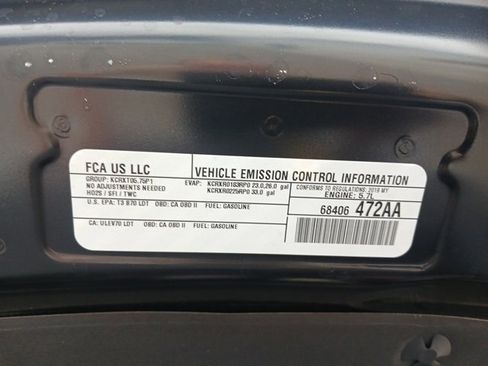 FCA US LLC
VEHICLE EMISSION CONTROL INFORMATION
GROUP: KCRXT05.75P1
EVAP: KCRXR0183RP0 23.0,26.0 gal
CONFORMS TO REGULATIONS: 2019 MY
NO ADJUSTMENTS NEEDED
KCRXR0225RP0 33.0 gal
ENGINE: 5.7L
HO2S / SFI / TWC
68406 472AA
U.S. EPA: T3 B70 LDT OBD: CA OBD II FUEL: GASOLINE
CA: ULEV70 LDT OBD: CA OBD II FUEL: GASOLINE